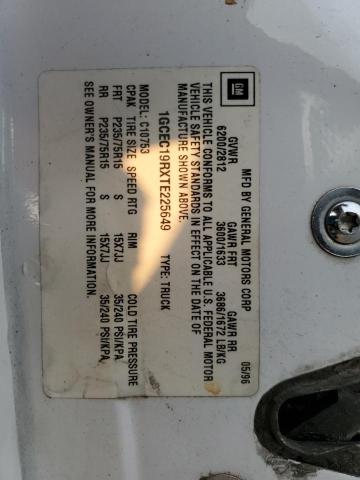 GM
MFD BY GENERAL MOTORS CORP 05/96
GVWR GAWR FRT GAWR RR
6200/2812 3600/1633 3686/1672 LB/KG
THIS VEHICLE CONFORMS TO ALL APPLICABLE U.S. FEDERAL MOTOR
VEHICLE SAFETY STANDARDS IN EFFECT ON THE DATE OF
MANUFACTURE SHOWN ABOVE.
1GCEC19RXTE225649 TYPE: TRUCK
MODEL: C10753
CPAK TIRE SIZE SPEED RTG RIM COLD TIRE PRESSURE
FRT P235/75R15 S 15X7JJ 35/240 PSI/KPA
RR P235/75R15 S 15X7JJ 35/240 PSI/KPA
SEE OWNER'S MANUAL FOR MORE INFORMATION.